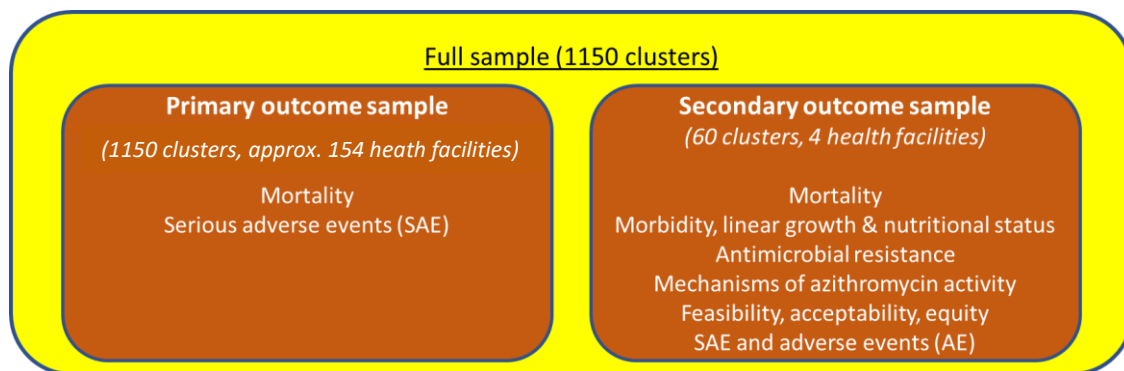 Full sample (1150 clusters)
Primary outcome sample
(1150 clusters, approx. 154 heath facilities)
Mortality
Serious adverse events (SAE)
Secondary outcome sample
(60 clusters, 4 health facilities)
Mortality
Morbidity, linear growth & nutritional status
Antimicrobial resistance
Mechanisms of azithromycin activity
Feasibility, acceptability, equity
SAE and adverse events (AE)